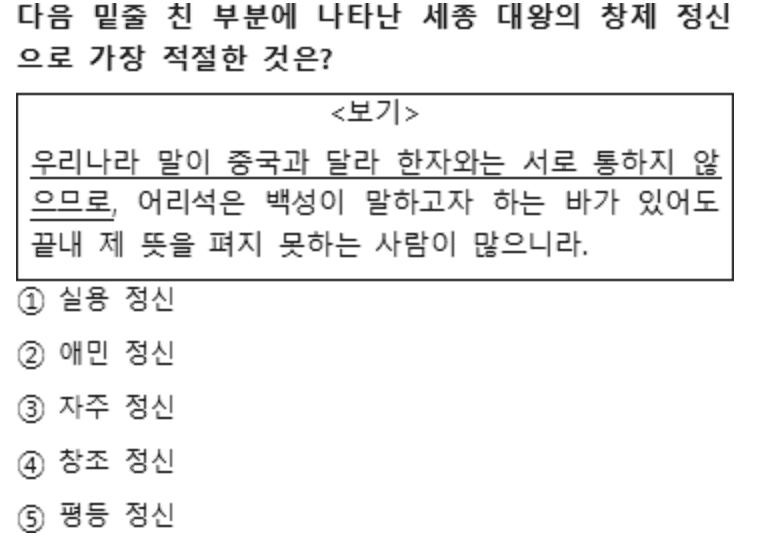 다음 밑줄 친 부분에 나타난 세종 대왕의 창제 정신
으로 가장 적절한 것은?
<보기>
우리나라 말이 중국과 달라 한자와는 서로 통하지 않
으므로, 어리석은 백성이 말하고자 하는 바가 있어도
끝내 제 뜻을 펴지 못하는 사람이 많으니라.
① 실용 정신
② 애민 정신
③ 자주 정신
④ 창조 정신
⑤ 평등 정신